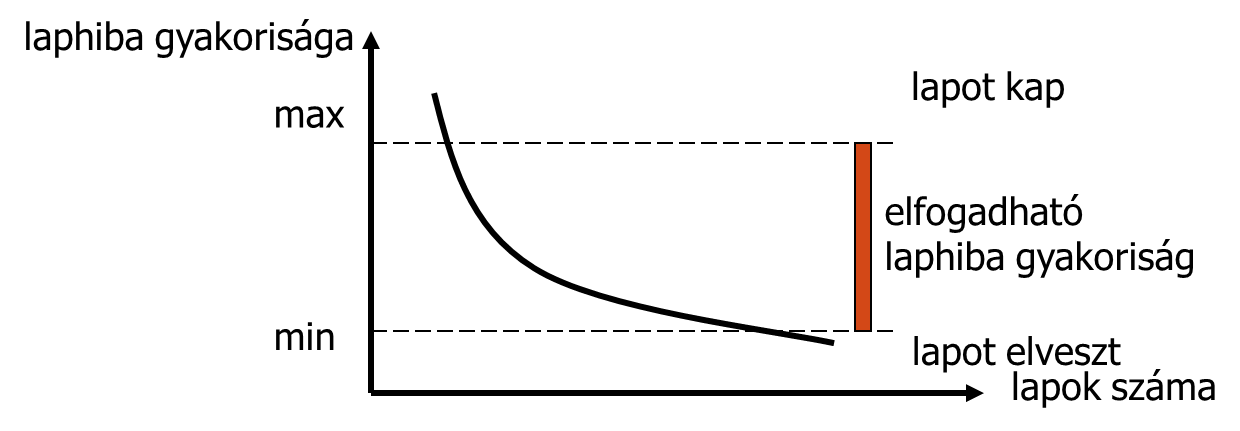 laphiba gyakorisága
lapot kap
max
elfogadható
laphiba gyakoriság
min
lapot elveszt
lapok száma